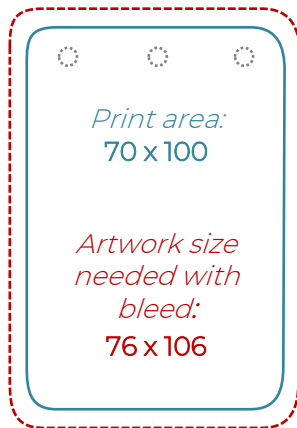 Print area:
70 x 100
Artwork size
needed with
bleed:
76 x 106